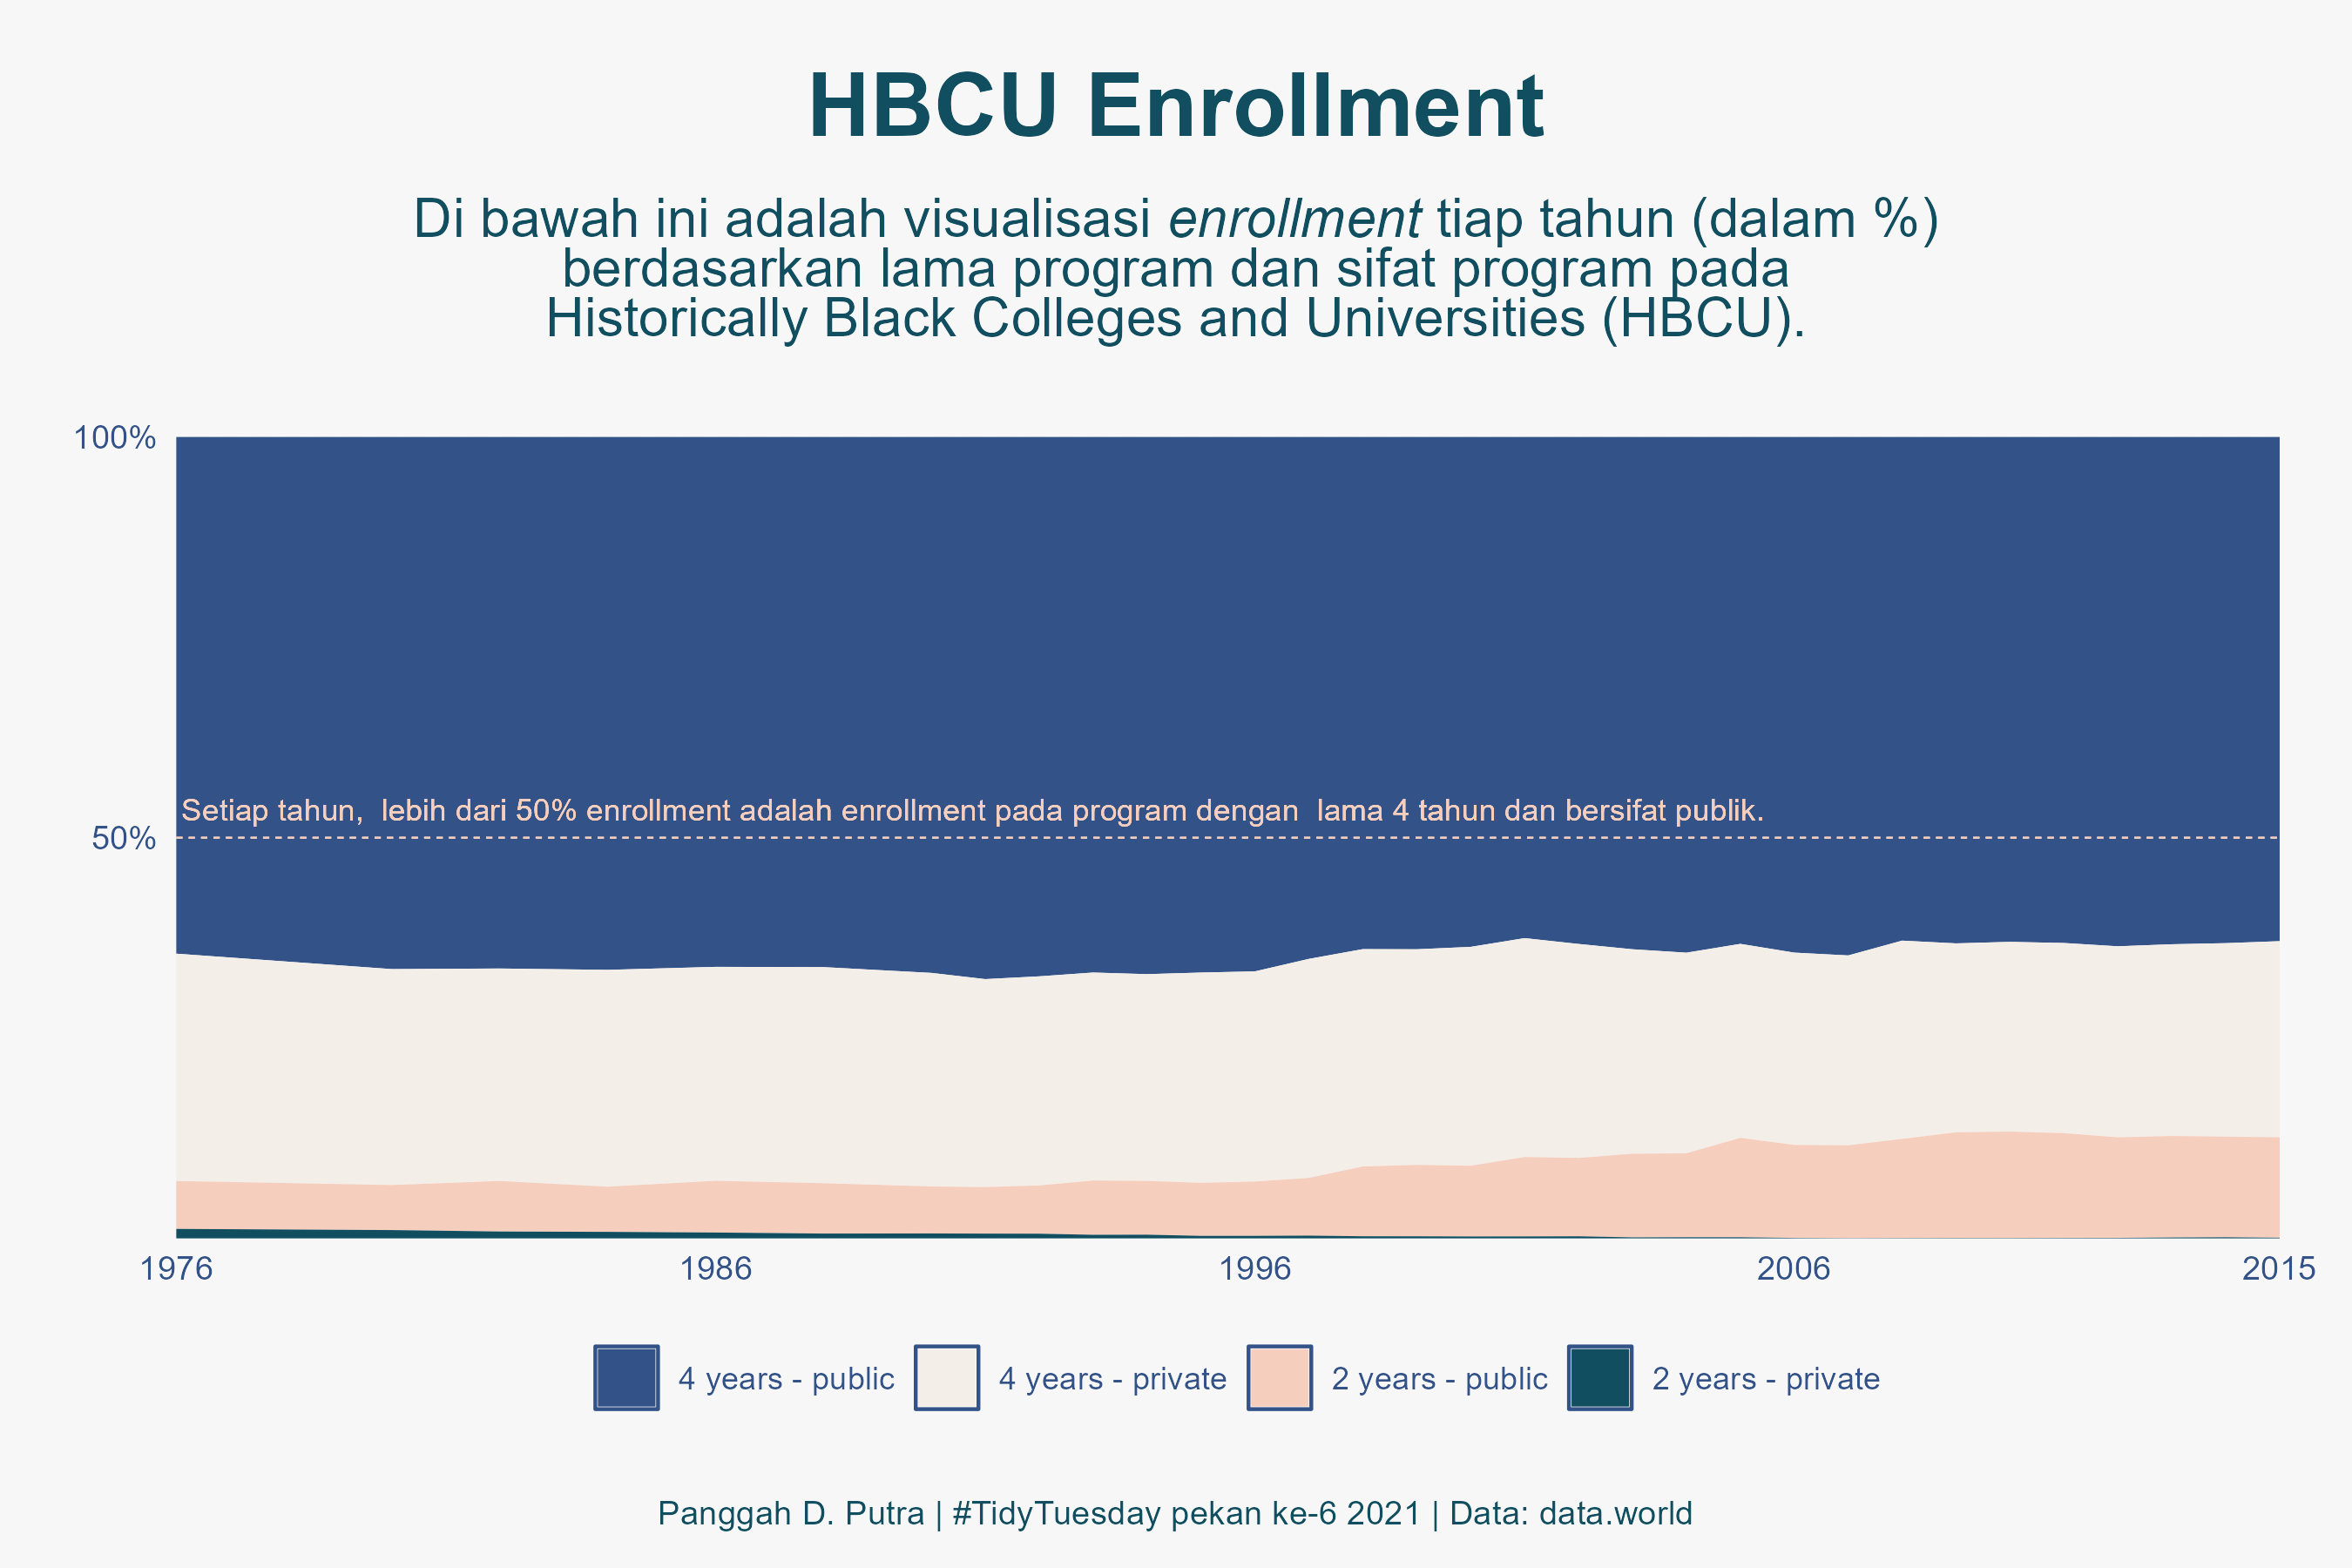 HBCU Enrollment
Di bawah ini adalah visualisasi enrollment tiap tahun (dalam %)
berdasarkan lama program dan sifat program pada
Historically Black Colleges and Universities (HBCU).
100%
Setiap tahun,  lebih dari 50% enrollment adalah enrollment pada program dengan  lama 4 tahun dan bersifat publik.
50%
1976 1986 1996 2006 2015
4 years - public 4 years - private 2 years - public 2 years - private
Panggah D. Putra | #TidyTuesday pekan ke-6 2021 | Data: data.world